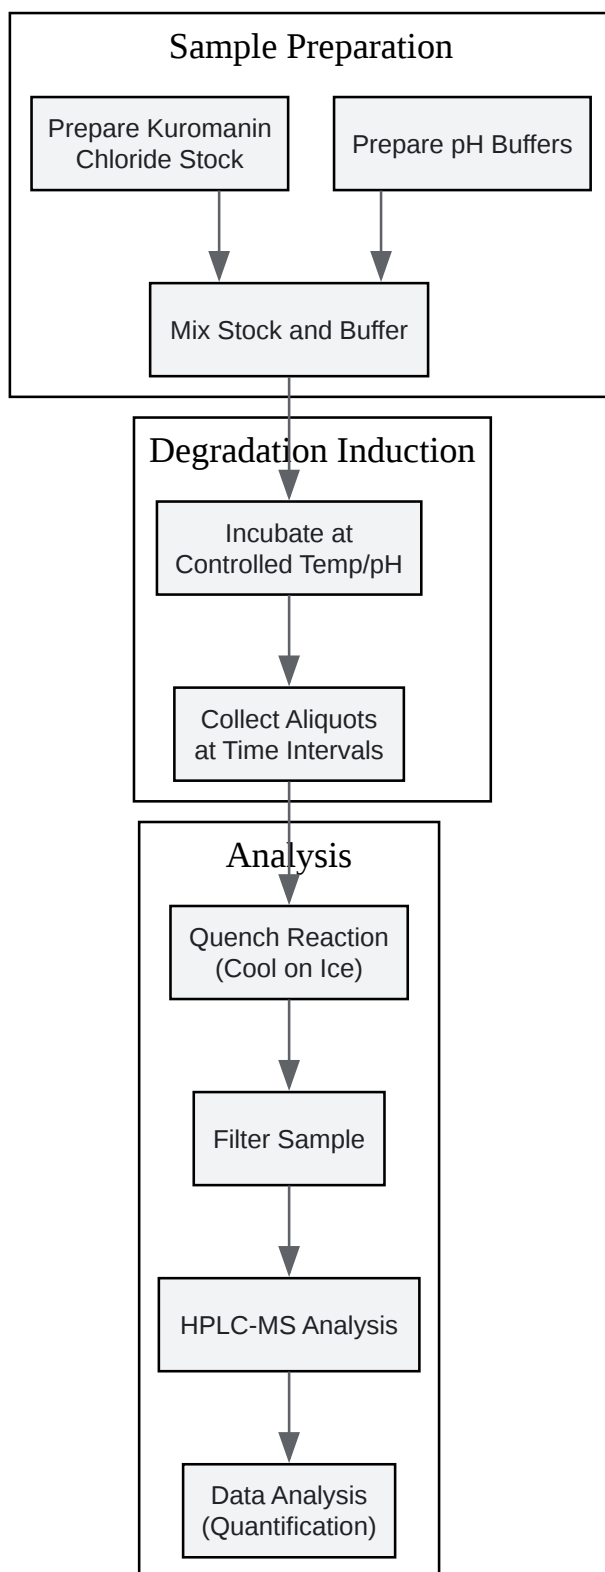 Sample Preparation
Prepare Kuromanin
Chloride Stock
Prepare pH Buffers
Mix Stock and Buffer
Degradation Induction
Incubate at
Controlled Temp/pH
Collect Aliquots
at Time Intervals
Analysis
Quench Reaction
(Cool on Ice)
Filter Sample
HPLC-MS Analysis
Data Analysis
(Quantification)